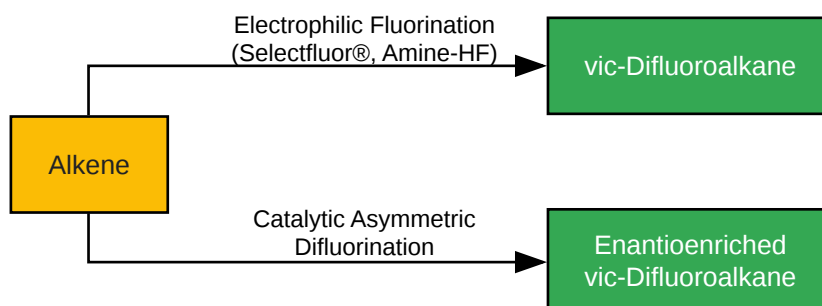 Electrophilic Fluorination
(Selectfluor®, Amine-HF)
vic-Difluoroalkane
Alkene
Catalytic Asymmetric
Difluorination
Enantioenriched
vic-Difluoroalkane